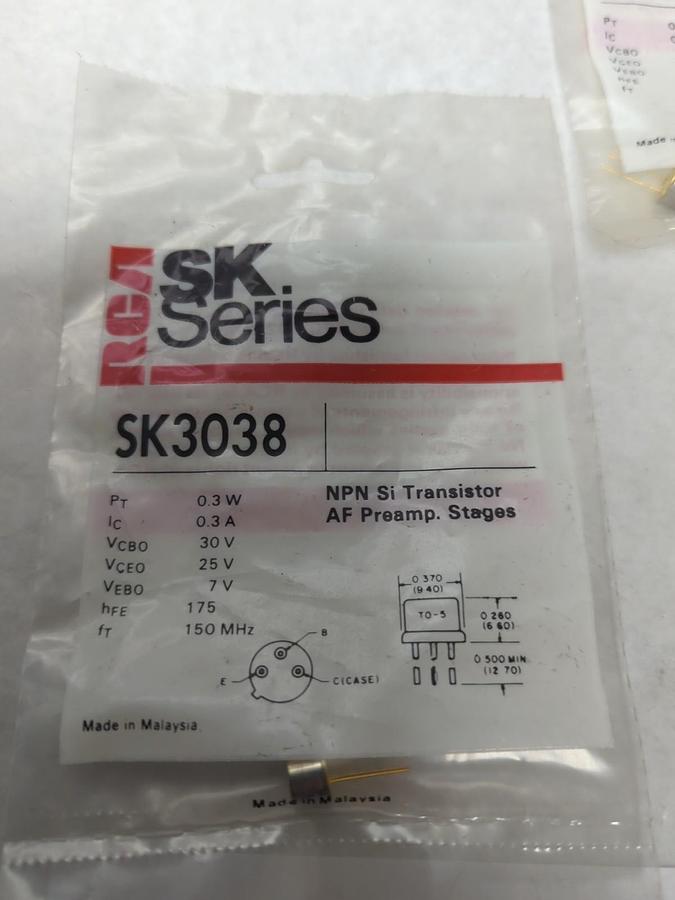 RCA
SK
Series
SK3038
NPN Si Transistor
AF Preamp. Stages
PT 0.3 W
IC 0.3 A
VCBO 30 V
VCEO 25 V
VEBO 7 V
hFE 175
fT 150 MHz
B
E
C(CASE)
0.370
(9 40)
TO-5
0 260
(6 60)
0 500 MIN.
(12 70)
Made in Malaysia
Made in Malaysia
PT
IC
VCBO
VCEO
VEBO
hFE
fT
Made